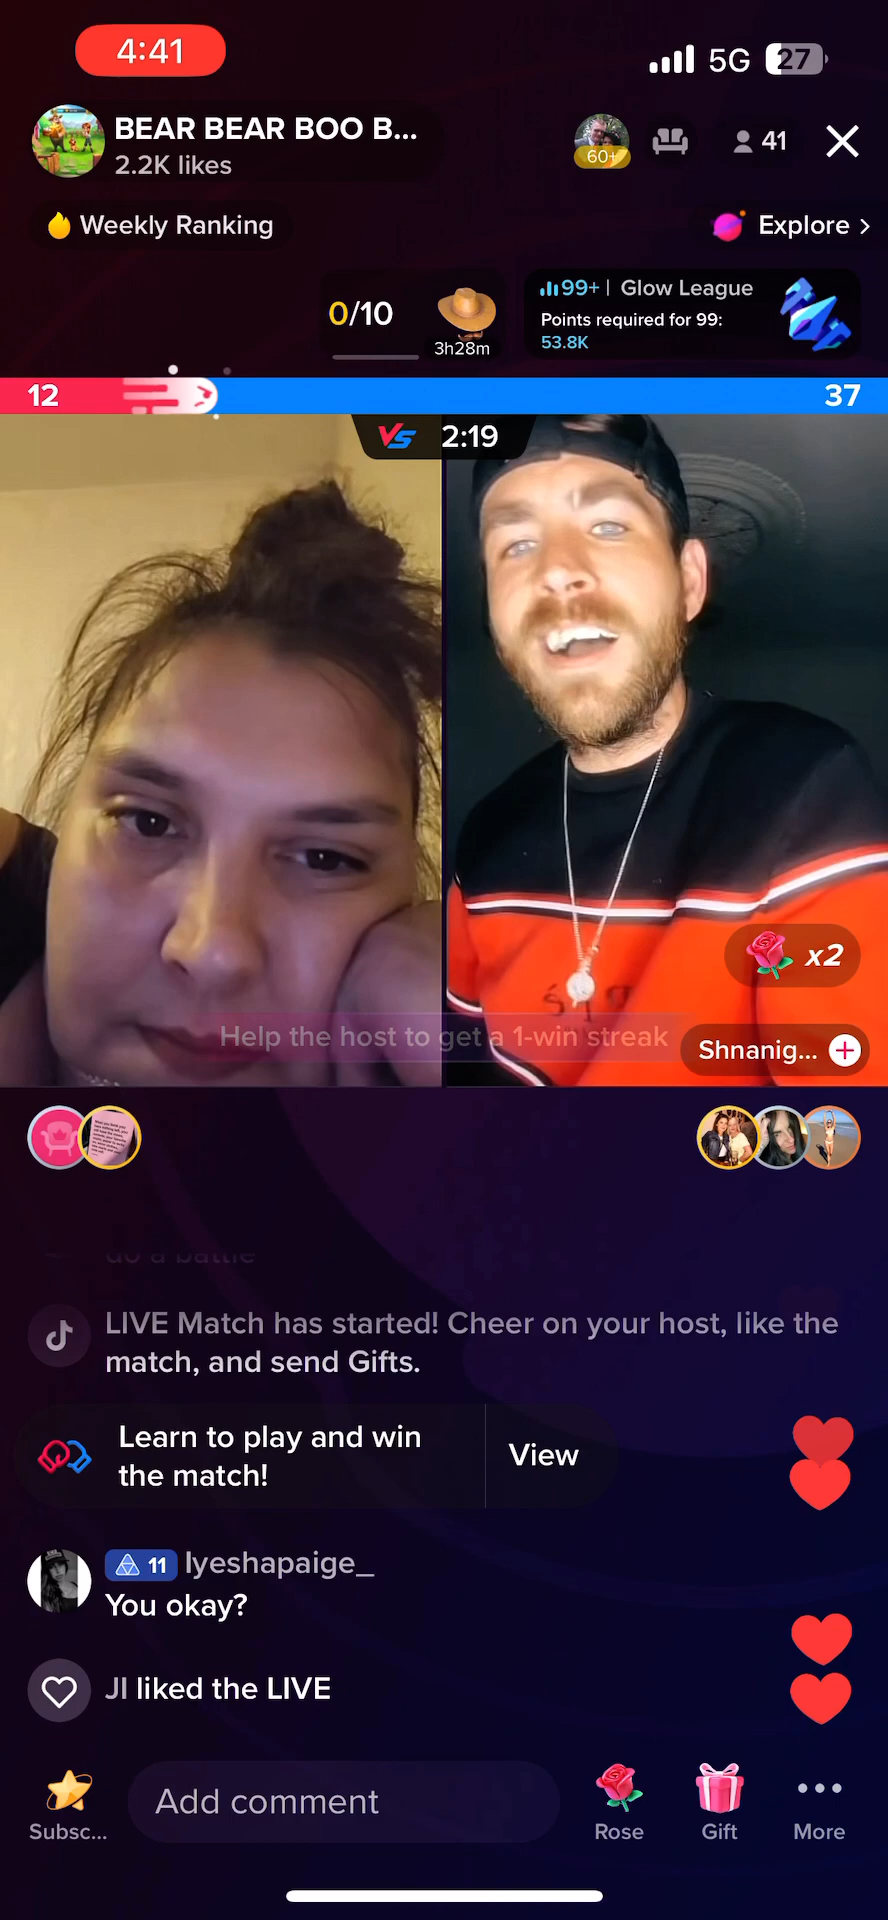 4:41
5G 27
BEAR BEAR BOO B...
2.2K likes
60+
41
Weekly Ranking
Explore >
0/10
3h28m
99+ | Glow League
Points required for 99:
53.8K
12
37
VS 2:19
x2
Help the host to get a 1-win streak
Shnanig...
do a battle
LIVE Match has started! Cheer on your host, like the
match, and send Gifts.
Learn to play and win
the match!
View
11 lyeshapaige_
You okay?
JI liked the LIVE
Add comment
Subsc...
Rose
Gift
More